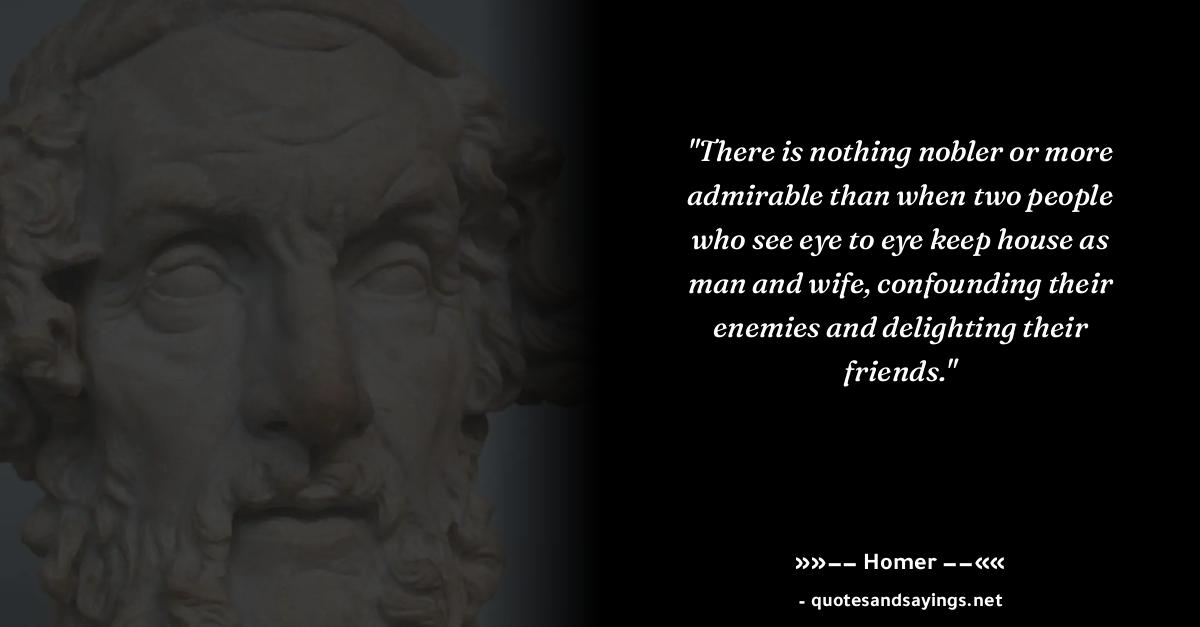 "There is nothing nobler or more
admirable than when two people
who see eye to eye keep house as
man and wife, confounding their
enemies and delighting their
friends."
»»-- Homer --««
- quotesandsayings.net